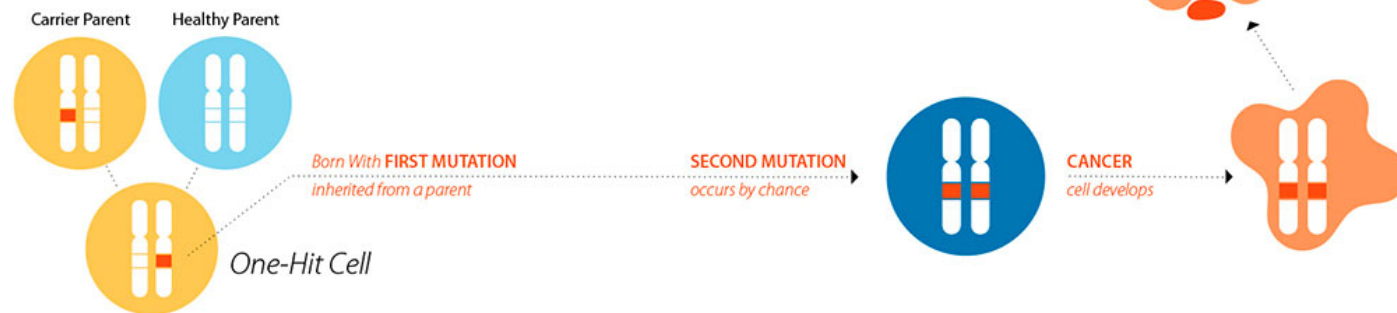 Carrier Parent
Healthy Parent
Born With FIRST MUTATION
inherited from a parent
SECOND MUTATION
occurs by chance
CANCER
cell develops
One-Hit Cell